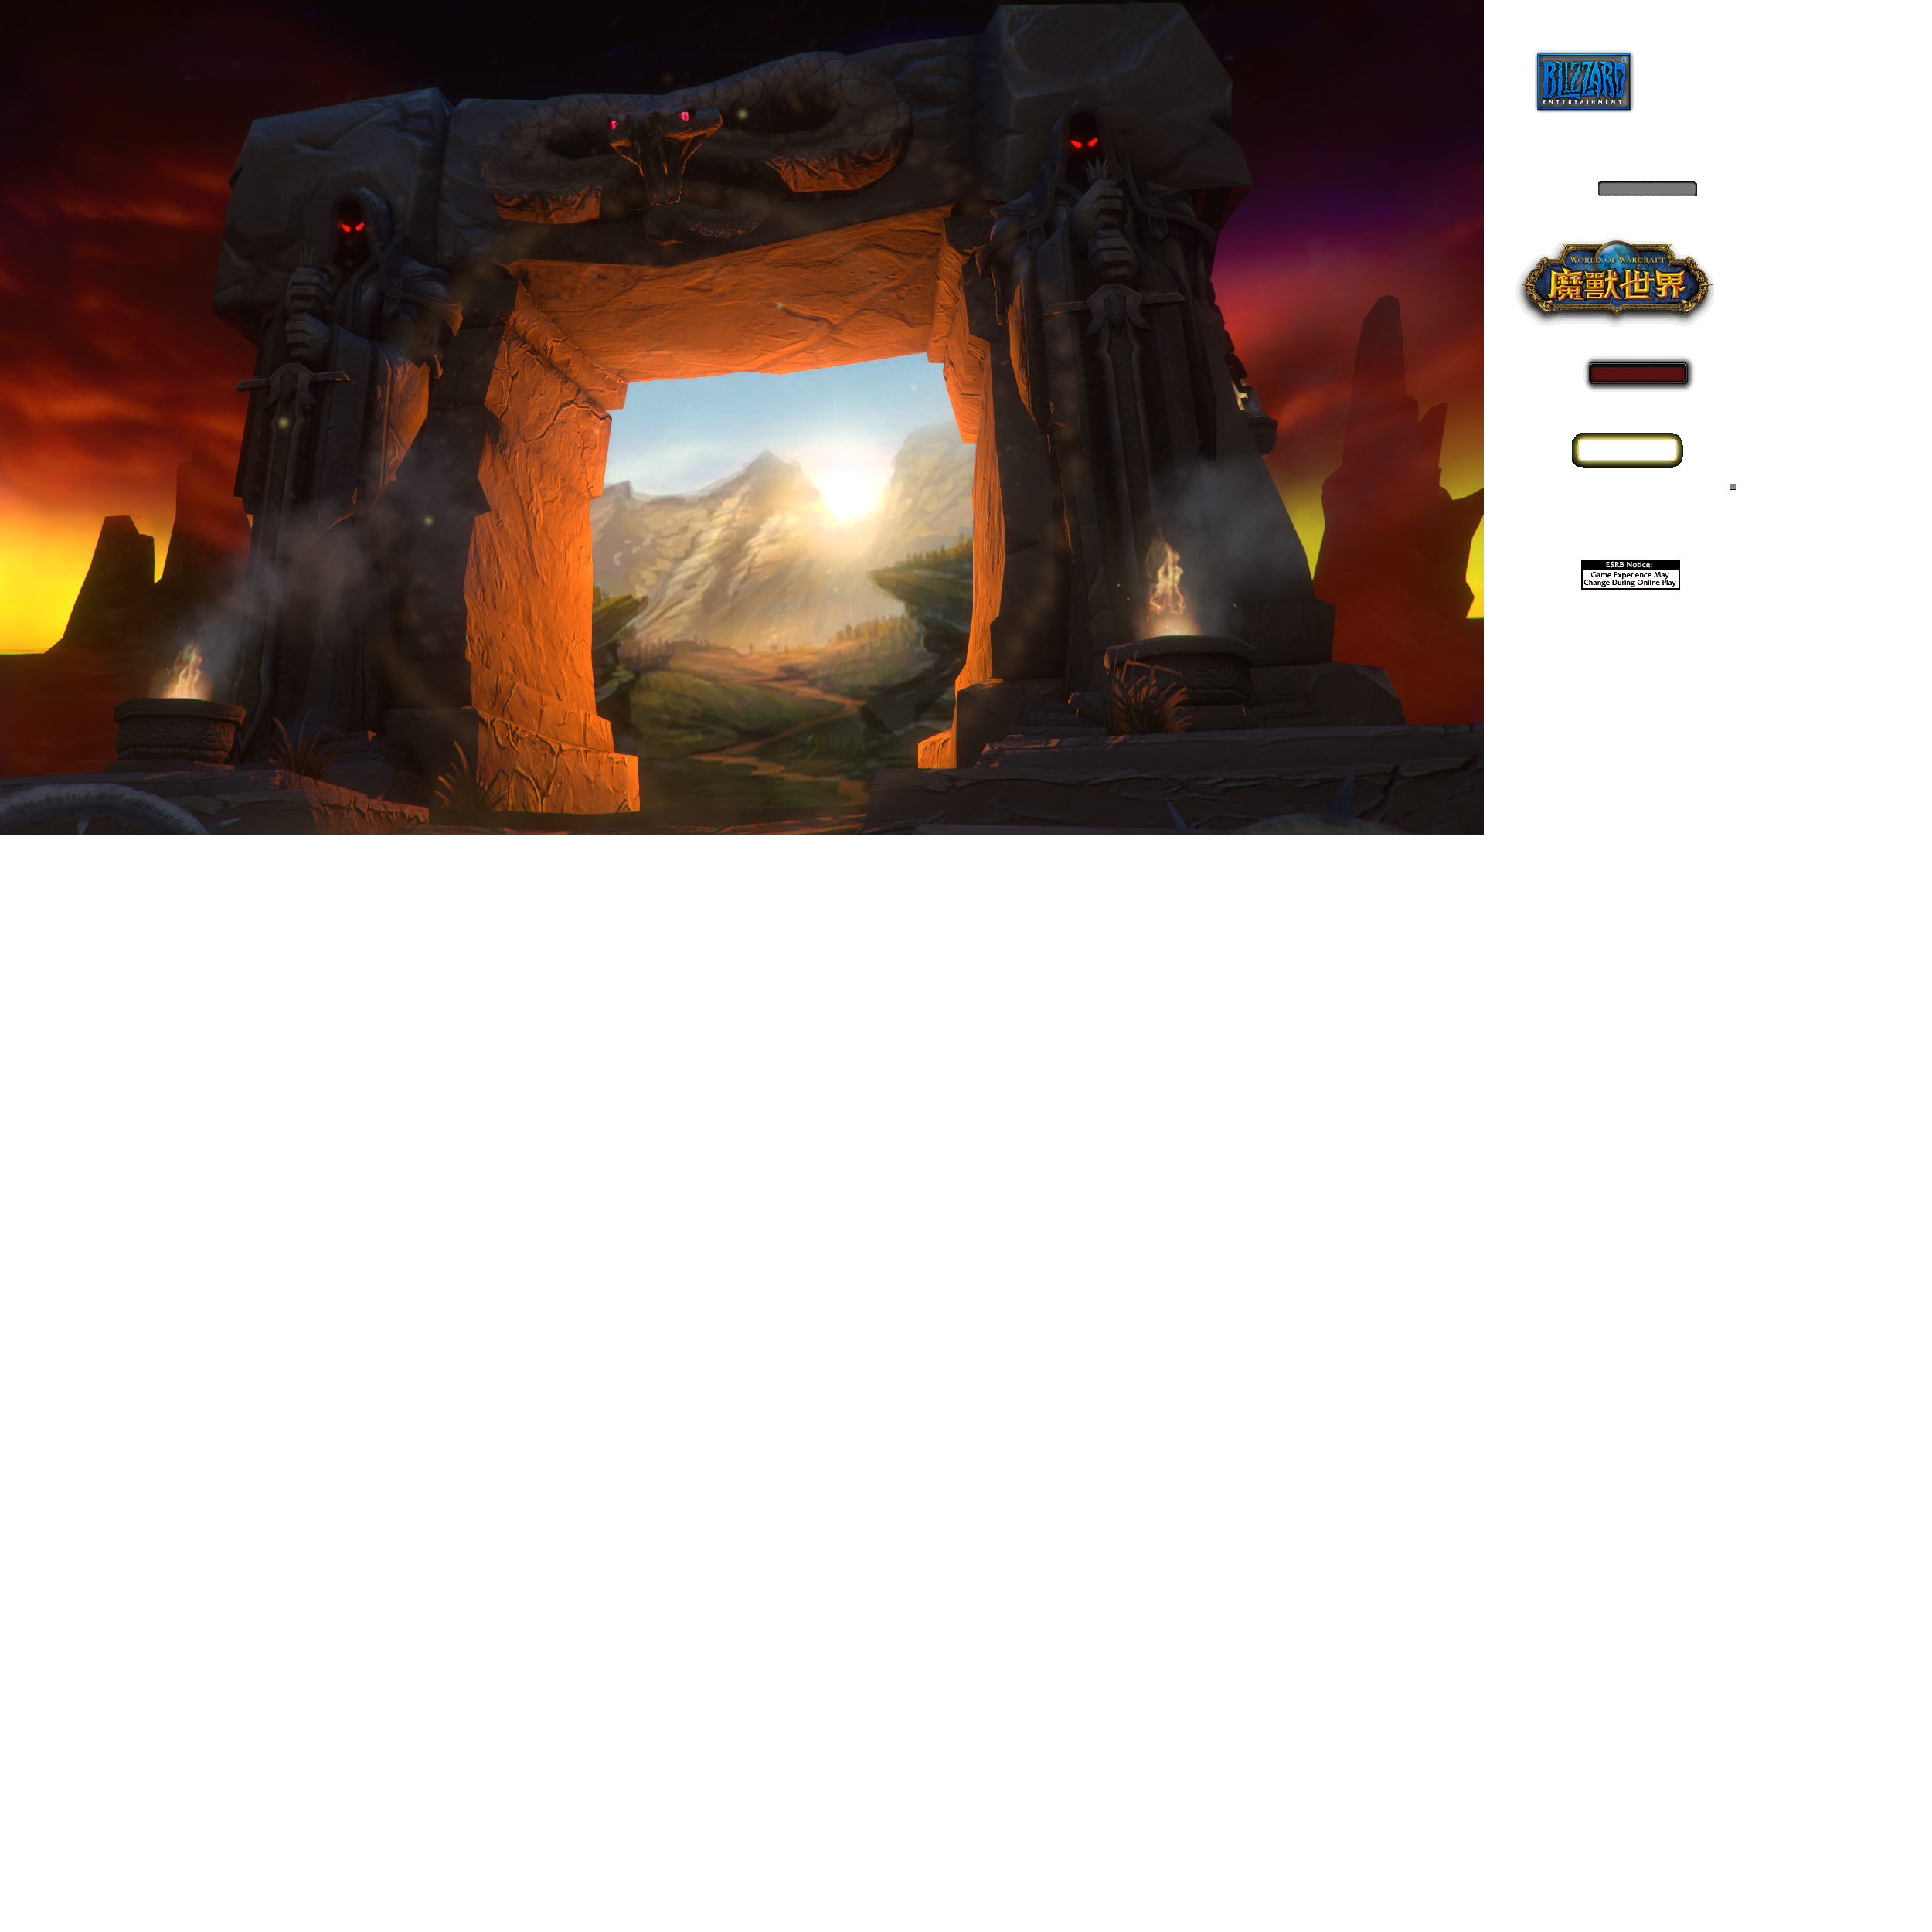 BLIZZARD
ENTERTAINMENT
WORLD OF WARCRAFT
魔獸世界
ESRB Notice:
Game Experience May
Change During Online Play